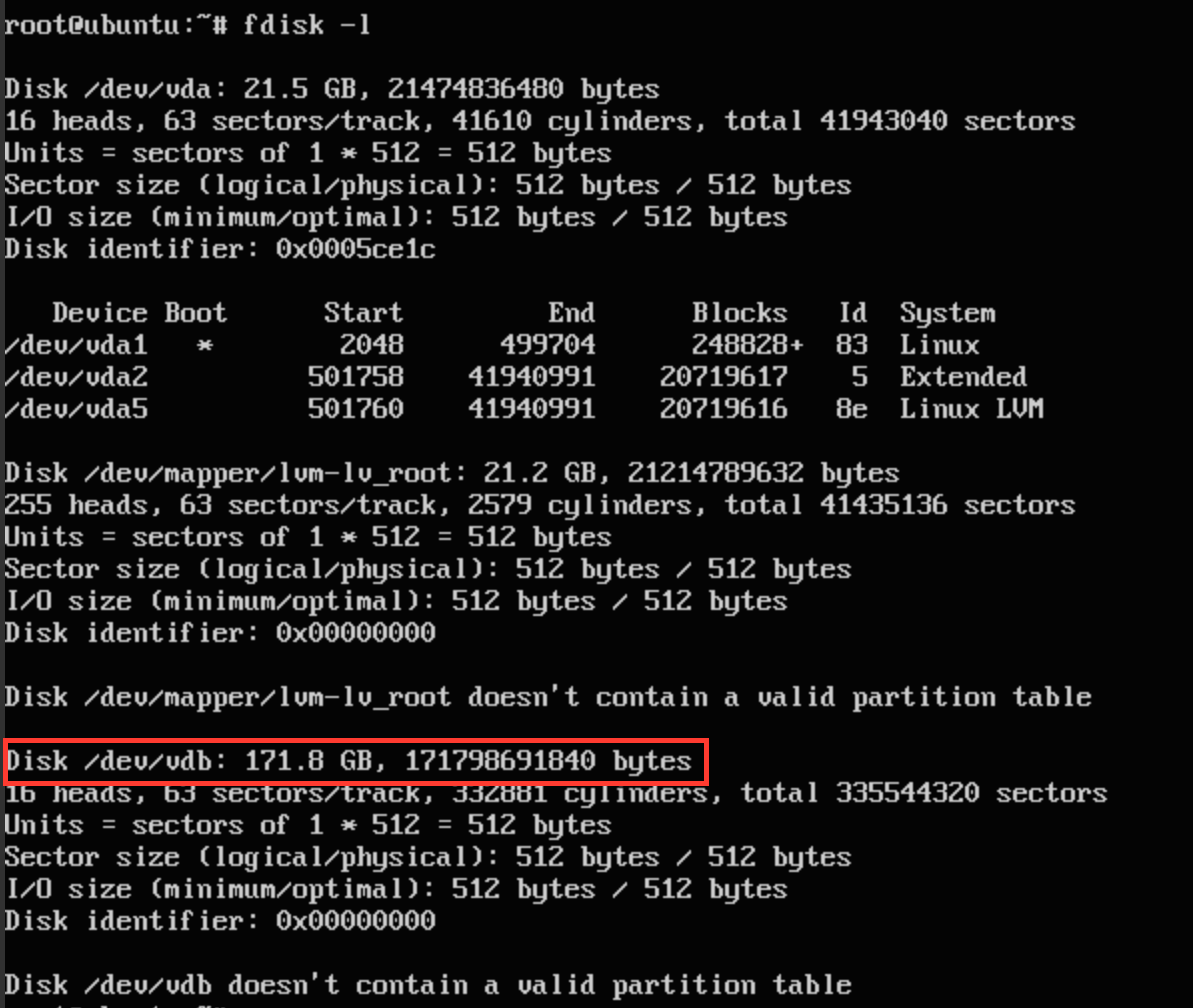 root@ubuntu:~# fdisk -l
Disk /dev/vda: 21.5 GB, 21474836480 bytes
16 heads, 63 sectors/track, 41610 cylinders, total 41943040 sectors
Units = sectors of 1 * 512 = 512 bytes
Sector size (logical/physical): 512 bytes / 512 bytes
I/O size (minimum/optimal): 512 bytes / 512 bytes
Disk identifier: 0x0005ce1c
Device Boot Start End Blocks Id System
/dev/vda1 * 2048 499704 248828+ 83 Linux
/dev/vda2 501758 41940991 20719617 5 Extended
/dev/vda5 501760 41940991 20719616 8e Linux LVM
Disk /dev/mapper/lvm-lv_root: 21.2 GB, 21214789632 bytes
255 heads, 63 sectors/track, 2579 cylinders, total 41435136 sectors
Units = sectors of 1 * 512 = 512 bytes
Sector size (logical/physical): 512 bytes / 512 bytes
I/O size (minimum/optimal): 512 bytes / 512 bytes
Disk identifier: 0x00000000
Disk /dev/mapper/lvm-lv_root doesn't contain a valid partition table
Disk /dev/vdb: 171.8 GB, 171798691840 bytes
16 heads, 63 sectors/track, 332881 cylinders, total 335544320 sectors
Units = sectors of 1 * 512 = 512 bytes
Sector size (logical/physical): 512 bytes / 512 bytes
I/O size (minimum/optimal): 512 bytes / 512 bytes
Disk identifier: 0x00000000
Disk /dev/vdb doesn't contain a valid partition table